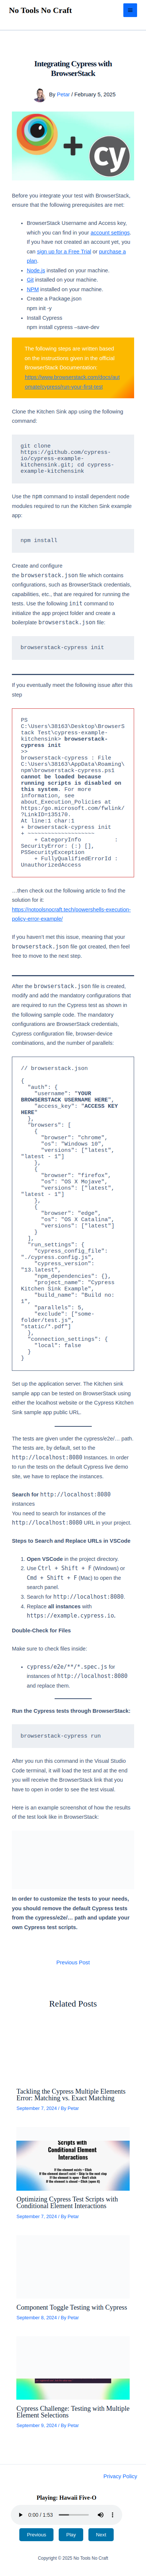 No Tools No Craft
Integrating Cypress with
BrowserStack
By Petar / February 5, 2025
Before you integrate your test with BrowserStack,
ensure that the following prerequisites are met:
BrowserStack Username and Access key,
which you can find in your account settings.
If you have not created an account yet, you
can sign up for a Free Trial or purchase a
plan.
Node.js installed on your machine.
Git installed on your machine.
NPM installed on your machine.
Create a Package.json
npm init -y
Install Cypress
npm install cypress --save-dev
The following steps are written based
on the instructions given in the official
BrowserStack Documentation:
https://www.browserstack.com/docs/aut
omate/cypress/run-your-first-test
Clone the Kitchen Sink app using the following
command:
git clone
https://github.com/cypress-
io/cypress-example-
kitchensink.git; cd cypress-
example-kitchensink
Use the npm command to install dependent node
modules required to run the Kitchen Sink example
app:
npm install
Create and configure
the browserstack.json file which contains
configurations, such as BrowserStack credentials,
capabilities, etc., that are required for running the
tests. Use the following init command to
initialize the app project folder and create a
boilerplate browserstack.json file:
browserstack-cypress init
If you eventually meet the following issue after this
step
PS
C:\Users\38163\Desktop\BrowserS
tack Test\cypress-example-
kitchensink> browserstack-
cypress init
>>
browserstack-cypress : File
C:\Users\38163\AppData\Roaming\
npm\browserstack-cypress.ps1
cannot be loaded because
running scripts is disabled on
this system. For more
information, see
about_Execution_Policies at
https:/go.microsoft.com/fwlink/
?LinkID=135170.
At line:1 char:1
+ browserstack-cypress init
+ ~~~~~~~~~~~~~~~~~~~~
+ CategoryInfo :
SecurityError: (:) [],
PSSecurityException
+ FullyQualifiedErrorId :
UnauthorizedAccess
…then check the following article to find the
solution for it:
https://notoolsnocraft.tech/powershells-execution-
policy-error-example/
If you haven't met this issue, meaning that your
browserstack.json file got created, then feel
free to move to the next step.
After the browserstack.json file is created,
modify and add the mandatory configurations that
are required to run the Cypress test as shown in
the following sample code. The mandatory
configurations are BrowserStack credentials,
Cypress configuration file, browser-device
combinations, and the number of parallels:
// browserstack.json
{
"auth": {
"username": "YOUR
BROWSERSTACK USERNAME HERE",
"access_key": "ACCESS KEY
HERE"
},
"browsers": [
{
"browser": "chrome",
"os": "Windows 10",
"versions": ["latest",
"latest - 1"]
},
{
"browser": "firefox",
"os": "OS X Mojave",
"versions": ["latest",
"latest - 1"]
},
{
"browser": "edge",
"os": "OS X Catalina",
"versions": ["latest"]
}
],
"run_settings": {
"cypress_config_file":
"./cypress.config.js",
"cypress_version":
"13.latest",
"npm_dependencies": {},
"project_name": "Cypress
Kitchen Sink Example",
"build_name": "Build no:
1",
"parallels": 5,
"exclude": ["some-
folder/test.js",
"static/*.pdf"]
},
"connection_settings": {
"local": false
}
}
Set up the application server. The Kitchen sink
sample app can be tested on BrowserStack using
either the localhost website or the Cypress Kitchen
Sink sample app public URL.
The tests are given under the cypress/e2e/… path.
The tests are, by default, set to the
http://localhost:8080 instances. In order
to run the tests on the default Cypress live demo
site, we have to replace the instances.
Search for http://localhost:8080
instances
You need to search for instances of the
http://localhost:8080 URL in your project.
Steps to Search and Replace URLs in VSCode
1. Open VSCode in the project directory.
2. Use Ctrl + Shift + F (Windows) or
Cmd + Shift + F (Mac) to open the
search panel.
3. Search for http://localhost:8080.
4. Replace all instances with
https://example.cypress.io.
Double-Check for Files
Make sure to check files inside:
cypress/e2e/**/*.spec.js for
instances of http://localhost:8080
and replace them.
Run the Cypress tests through BrowserStack:
browserstack-cypress run
After you run this command in the Visual Studio
Code terminal, it will load the test and at the end
you will receive the BrowserStack link that you
have to open in order to see the test visual.
Here is an example screenshot of how the results
of the test look like in BrowserStack:
In order to customize the tests to your needs,
you should remove the default Cypress tests
from the cypress/e2e/… path and update your
own Cypress test scripts.
Previous Post
Related Posts
Tackling the Cypress Multiple Elements
Error: Matching vs. Exact Matching
September 7, 2024 / By Petar
Scripts with
Conditional Element
Interactions
Optimizing Cypress Test Scripts with
Conditional Element Interactions
September 7, 2024 / By Petar
Component Toggle Testing with Cypress
September 8, 2024 / By Petar
Cypress Challenge: Testing with Multiple
Element Selections
September 9, 2024 / By Petar
Privacy Policy
Playing: Hawaii Five-O
0:00 / 1:53
Previous
Play
Next
Copyright © 2025 No Tools No Craft